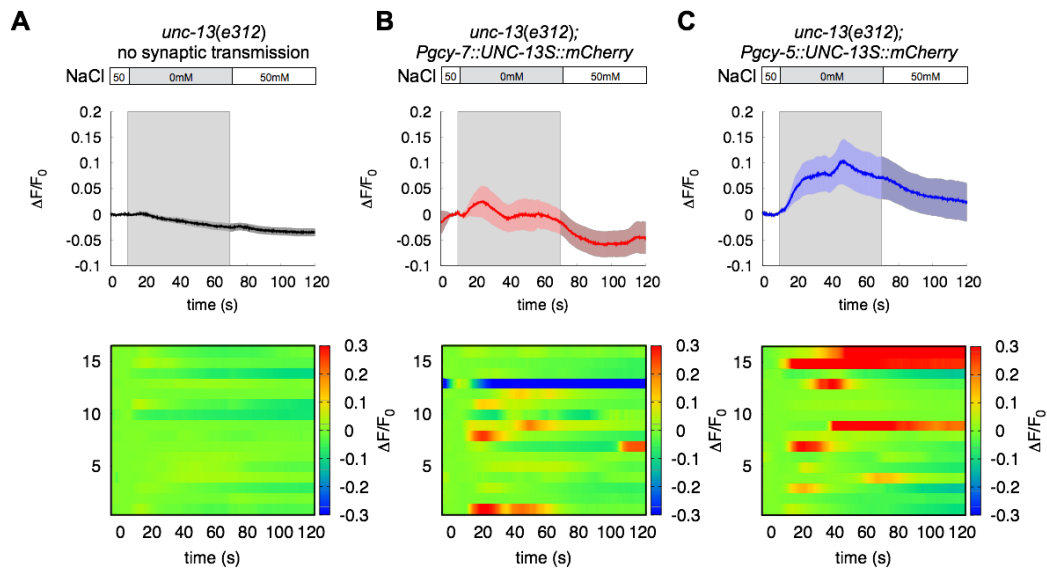 A
unc-13(e312)
no synaptic transmission
NaCl 50 0mM 50mM
0.2
0.15
0.1
0.05
0
-0.05
0.1
ΔF/F0
0 20 40 60 80 100 120
time (s)
15
10
5
0 20 40 60 80 100 120
time (s)
0.3
0.2
0.1
0
-0.1
-0.2
-0.3
ΔF/F0
B
unc-13(e312);
Pgcy-7::UNC-13S::mCherry
NaCl 50 0mM 50mM
0.2
0.15
0.1
0.05
0
-0.05
0.1
ΔF/F0
0 20 40 60 80 100 120
time (s)
15
10
5
0 20 40 60 80 100 120
time (s)
0.3
0.2
0.1
0
-0.1
-0.2
-0.3
ΔF/F0
C
unc-13(e312);
Pgcy-5::UNC-13S::mCherry
NaCl 50 0mM 50mM
0.2
0.15
0.1
0.05
0
-0.05
0.1
ΔF/F0
0 20 40 60 80 100 120
time (s)
15
10
5
0 20 40 60 80 100 120
time (s)
0.3
0.2
0.1
0
-0.1
-0.2
-0.3
ΔF/F0